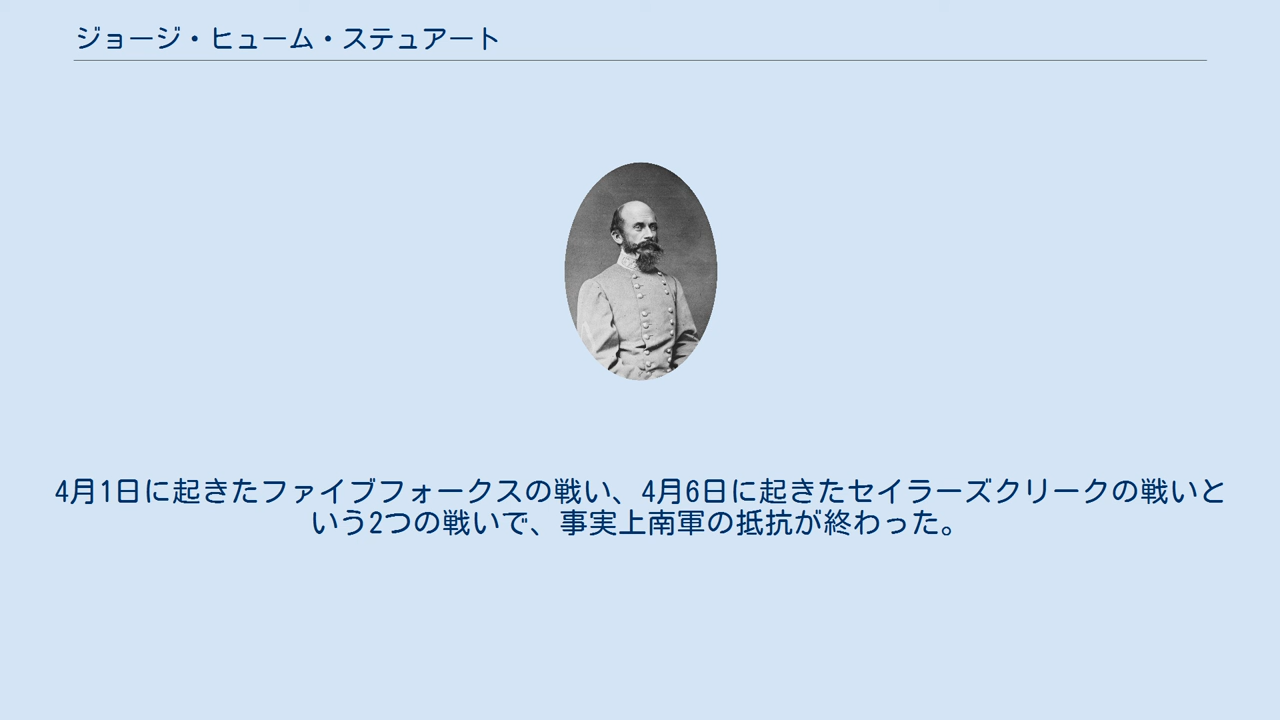 ジョージ・ヒューム・ステュアート
4月1日に起きたファイブフォークスの戦い、4月6日に起きたセイラーズクリークの戦いと
いう2つの戦いで、事実上南軍の抵抗が終わった。